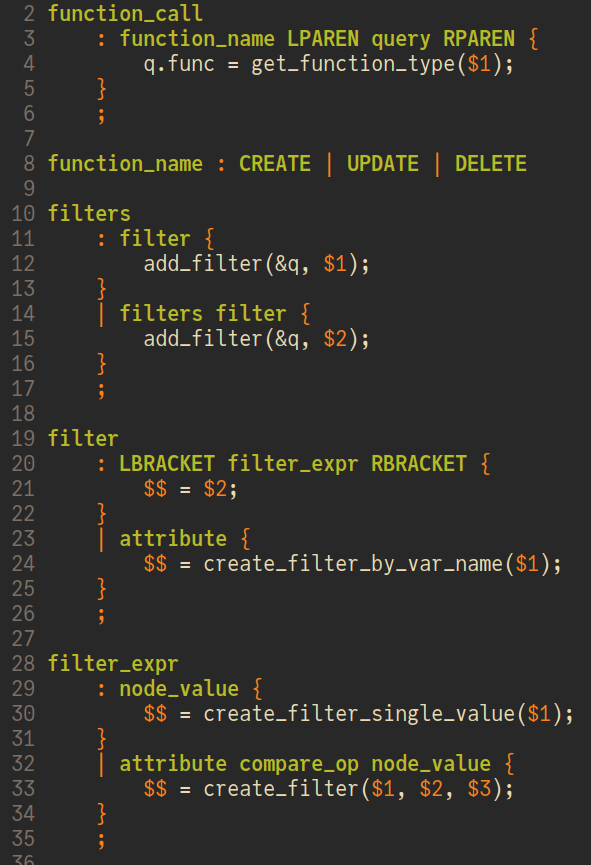 2 function_call
3     : function_name LPAREN query RPAREN {
4         q.func = get_function_type($1);
5     }
6     ;
7
8 function_name : CREATE | UPDATE | DELETE
9
10 filters
11     : filter {
12         add_filter(&q, $1);
13     }
14     | filters filter {
15         add_filter(&q, $2);
16     }
17     ;
18
19 filter
20     : LBRACKET filter_expr RBRACKET {
21         $$ = $2;
22     }
23     | attribute {
24         $$ = create_filter_by_var_name($1);
25     }
26     ;
27
28 filter_expr
29     : node_value {
30         $$ = create_filter_single_value($1);
31     }
32     | attribute compare_op node_value {
33         $$ = create_filter($1, $2, $3);
34     }
35     ;
36